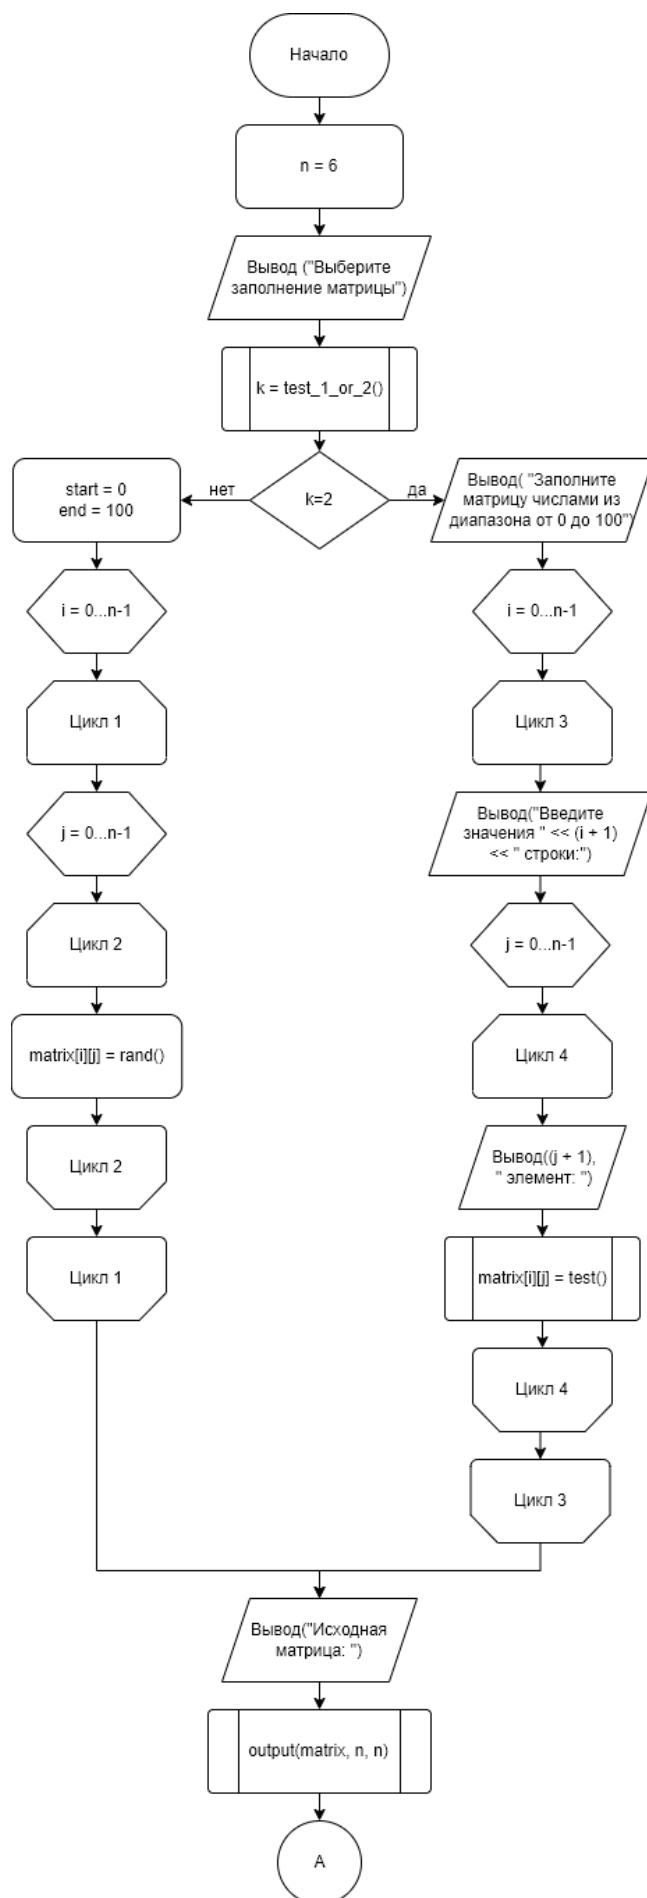 Начало
n = 6
Вывод ("Выберите
заполнение матрицы")
k = test_1_or_2()
k=2
нет
да
start = 0
end = 100
i = 0...n-1
Цикл 1
j = 0...n-1
Цикл 2
matrix[i][j] = rand()
Цикл 2
Цикл 1
Вывод( "Заполните
матрицу числами из
диапазона от 0 до 100")
i = 0...n-1
Цикл 3
Вывод("Введите
значения " << (i + 1)
<< " строки:")
j = 0...n-1
Цикл 4
Вывод((j + 1),
" элемент: ")
matrix[i][j] = test()
Цикл 4
Цикл 3
Вывод("Исходная
матрица: ")
output(matrix, n, n)
A